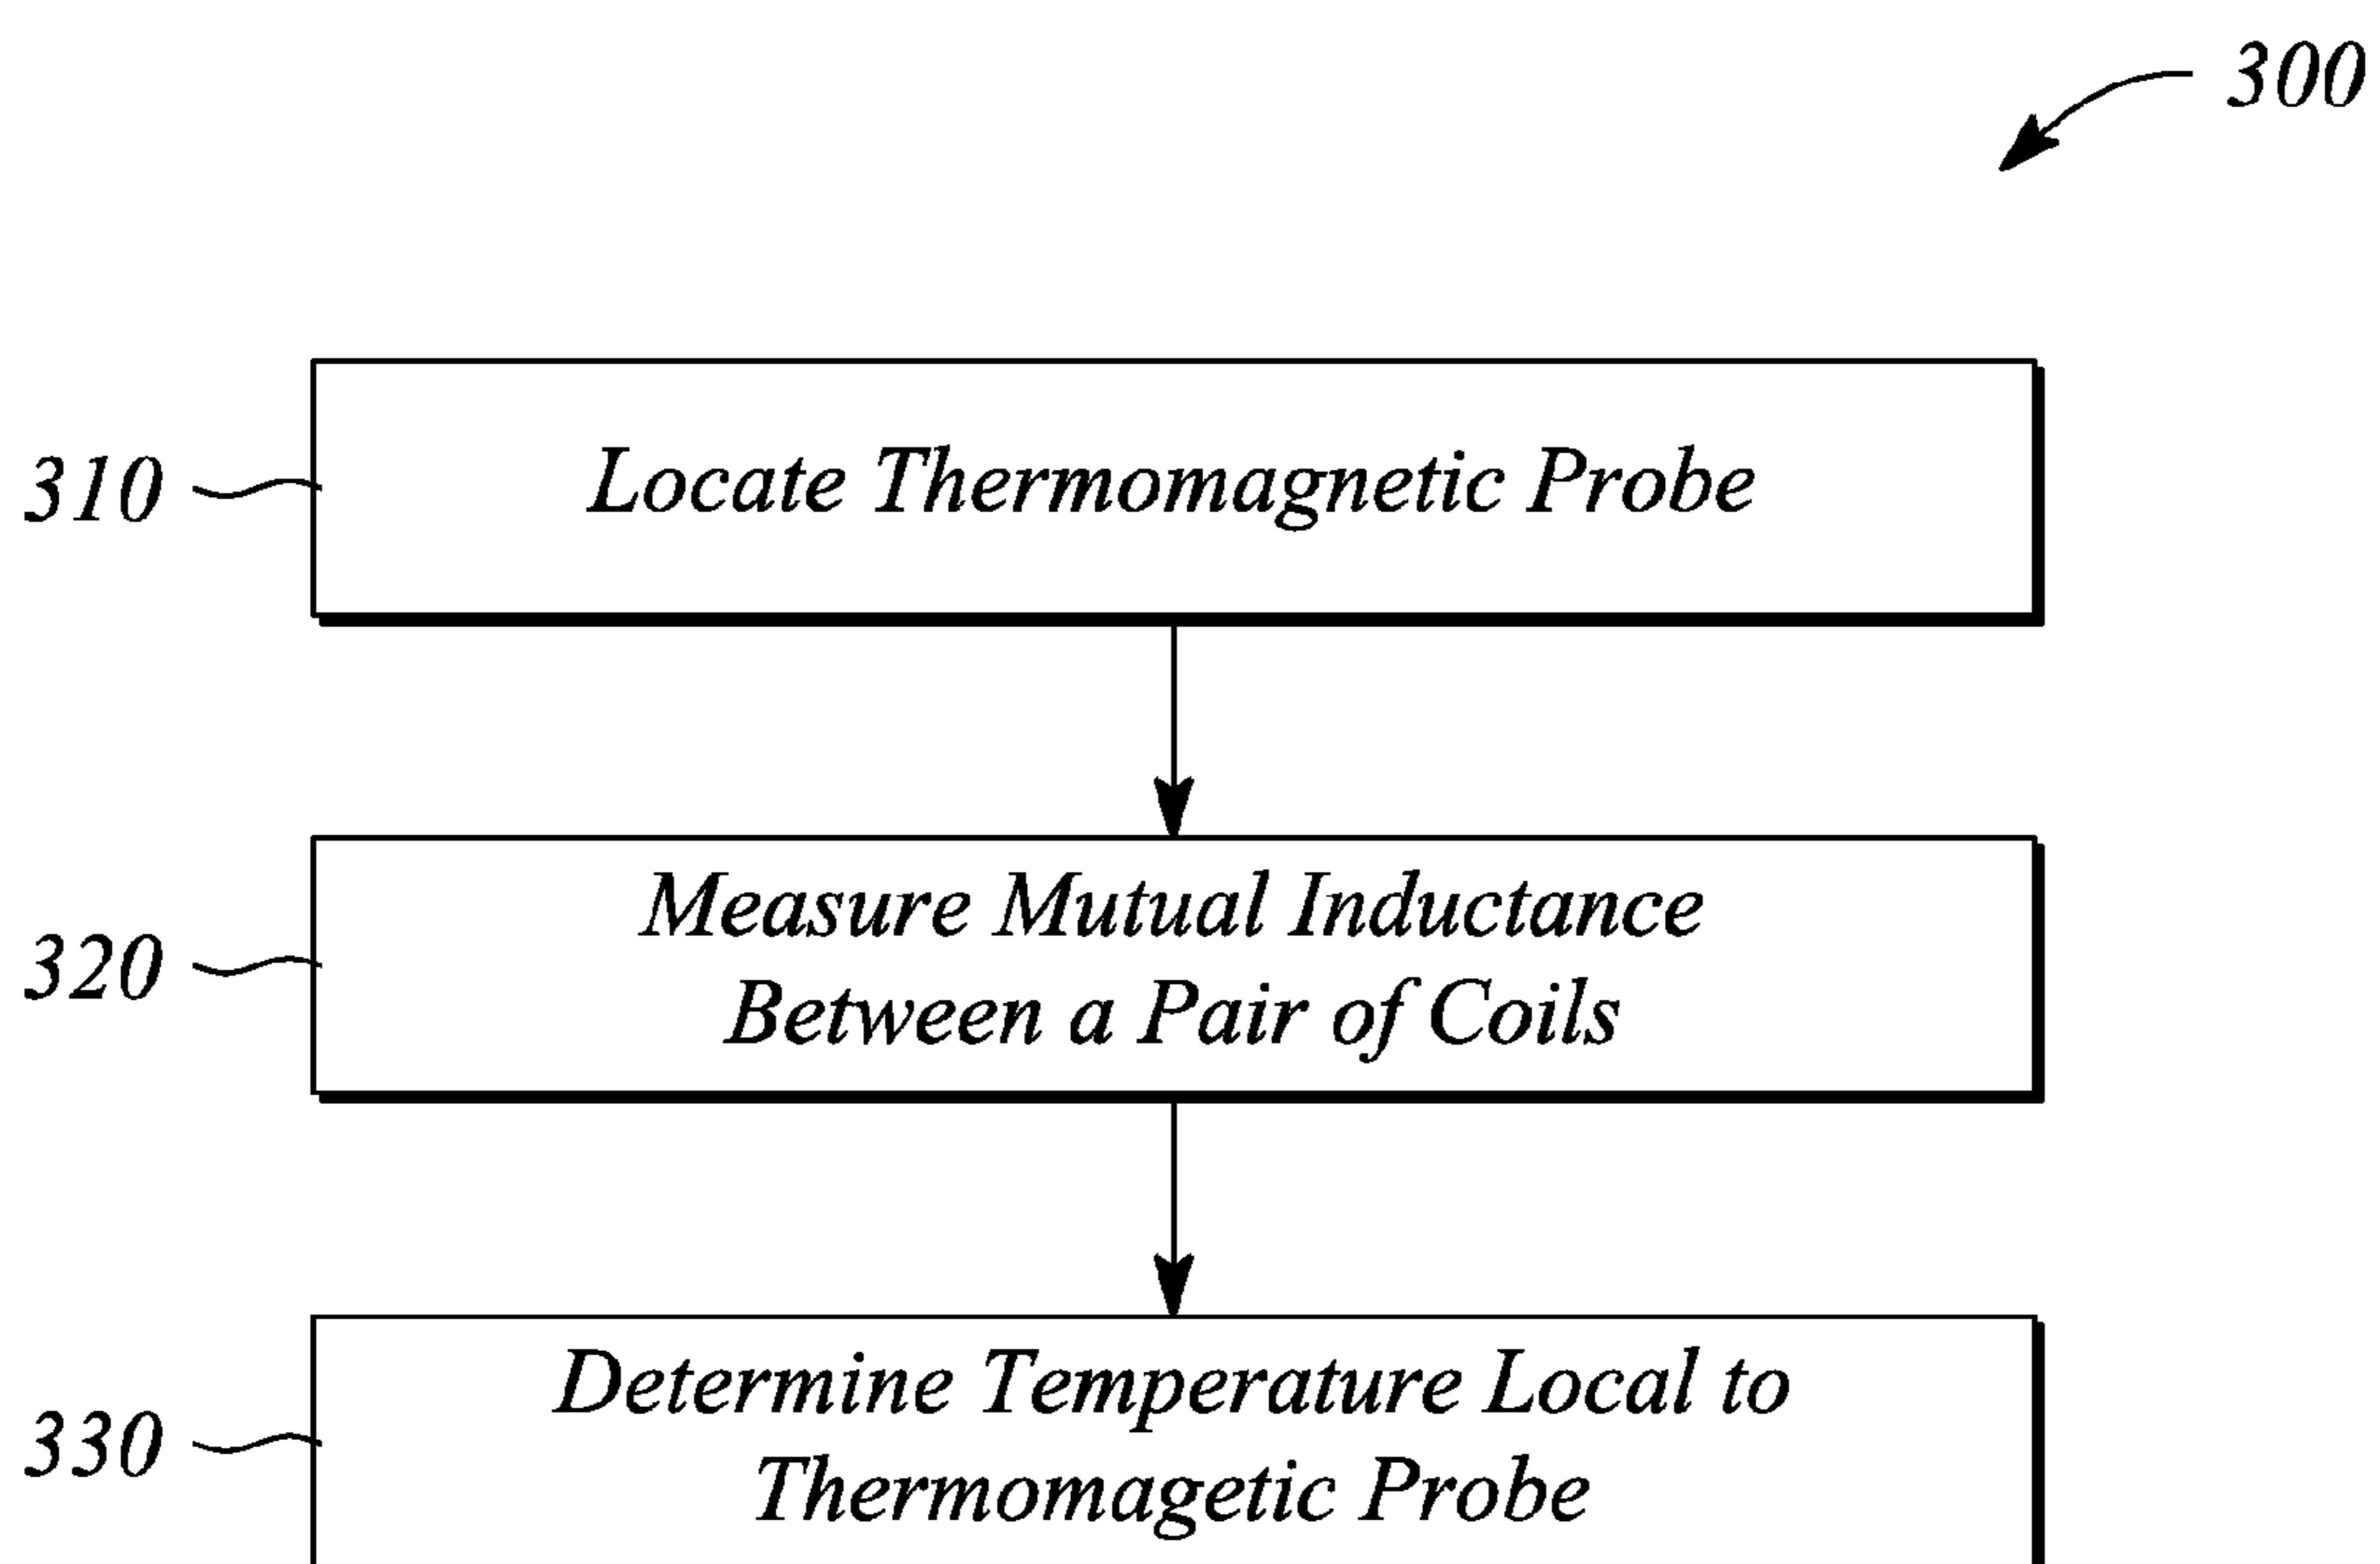 300
310
Locate Thermomagnetic Probe
320
Measure Mutual Inductance
Between a Pair of Coils
330
Determine Temperature Local to
Thermomagetic Probe